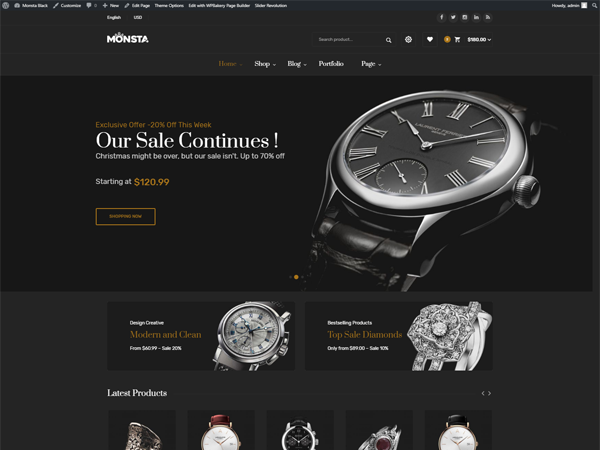 Monsta Black Customise 0 New Edit Page Theme Options Edit with WPBakery Page Builder Slider Revolution Howdy, admin
English USD
MONSTA
Search product... $180.00
Home Shop Blog Portfolio Page
Exclusive Offer -20% Off This Week
Our Sale Continues !
Christmas might be over, but our sale isn't. Up to 70% off
Starting at $120.99
SHOPPING NOW
LAURENT FERRIER
Design Creative
Modern and Clean
From $60.99 – Sale 20%
Bestselling Products
Top Sale Diamonds
Only from $89.00 – Sale 10%
Latest Products